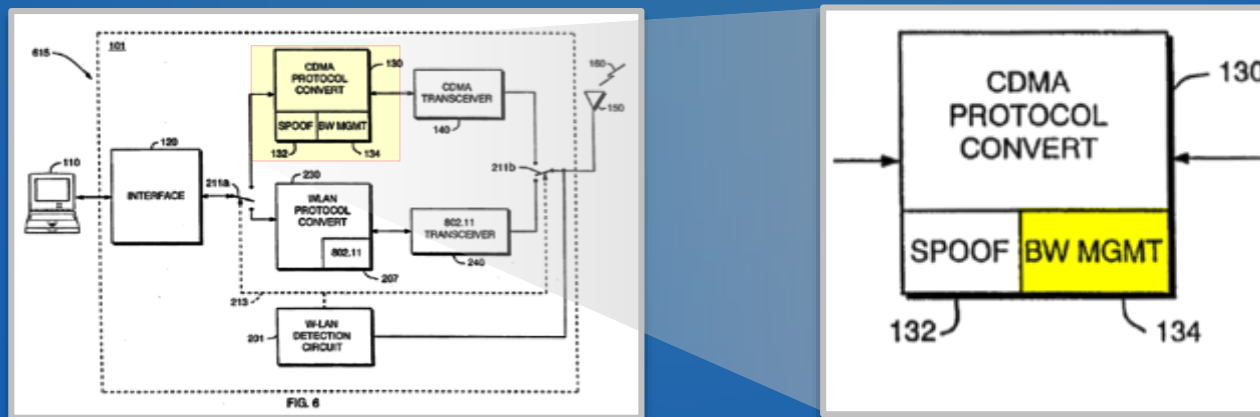 615
101
CDMA
PROTOCOL
CONVERT
130
SPOOF BW MGMT
132 134
CDMA
TRANSCEIVER
140
160
150
110
120
INTERFACE
211a
211b
230
WLAN
PROTOCOL
CONVERT
802.11
207
802.11
TRANSCEIVER
240
213
201
W-LAN
DETECTION
CIRCUIT
FIG. 6
CDMA
PROTOCOL
CONVERT
130
SPOOF BW MGMT
132 134